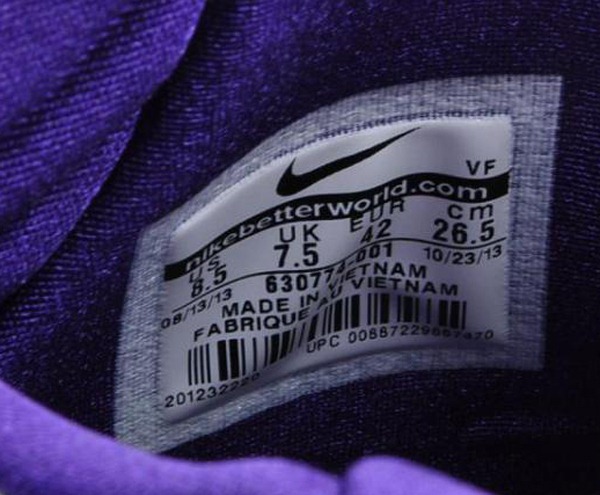 VF
nikebetterworld.com
US UK EUR cm
8.5 7.5 42 26.5
08/13/13 10/23/13
MADE IN VIETNAM
FABRIQUE AU VIETNAM
UPC